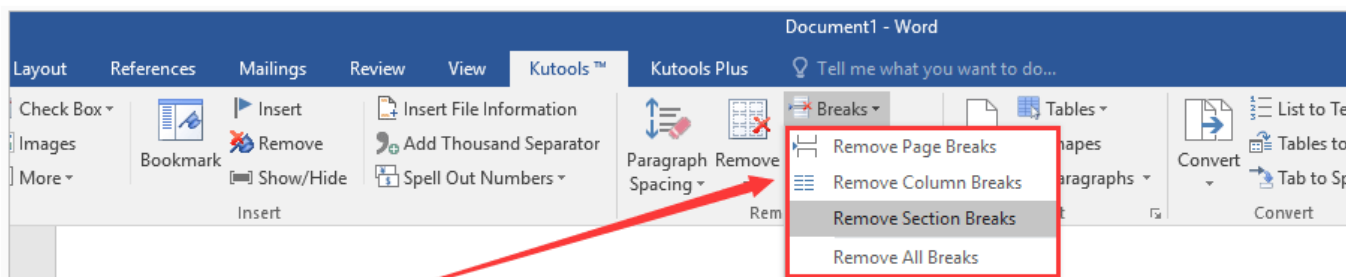 Document1 - Word
Layout References Mailings Review View Kutools ™ Kutools Plus Tell me what you want to do...
Check Box Insert Insert File Information Breaks Tables List to Te
Images Remove Add Thousand Separator Remove Page Breaks hapes Tables to
Bookmark Paragraph Remove Convert
More Show/Hide Spell Out Numbers Spacing Remove Column Breaks aragraphs Tab to Sp
Insert Rem Remove Section Breaks t Convert
Remove All Breaks